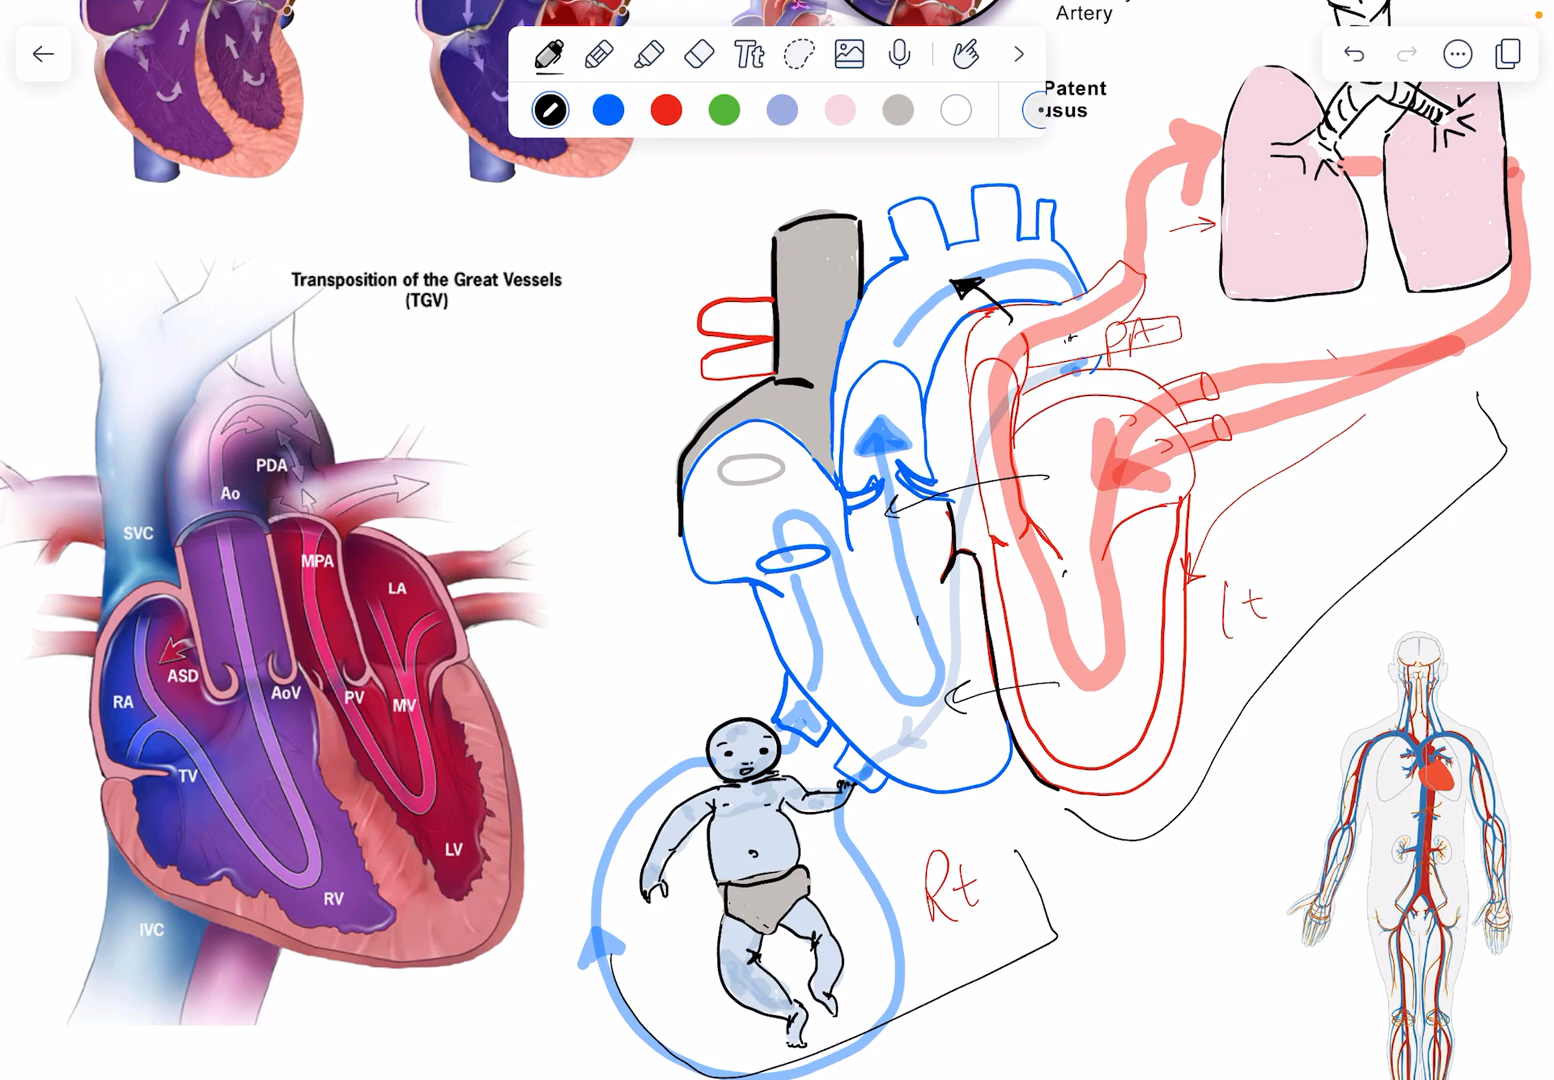 Artery
Tt
Patent
usus
Transposition of the Great Vessels
(TGV)
PA
PDA
Ao
SVC
MPA
LA
ASD
RA
AoV
PV
MV
TV
LV
RV
IVC
lt
Rt